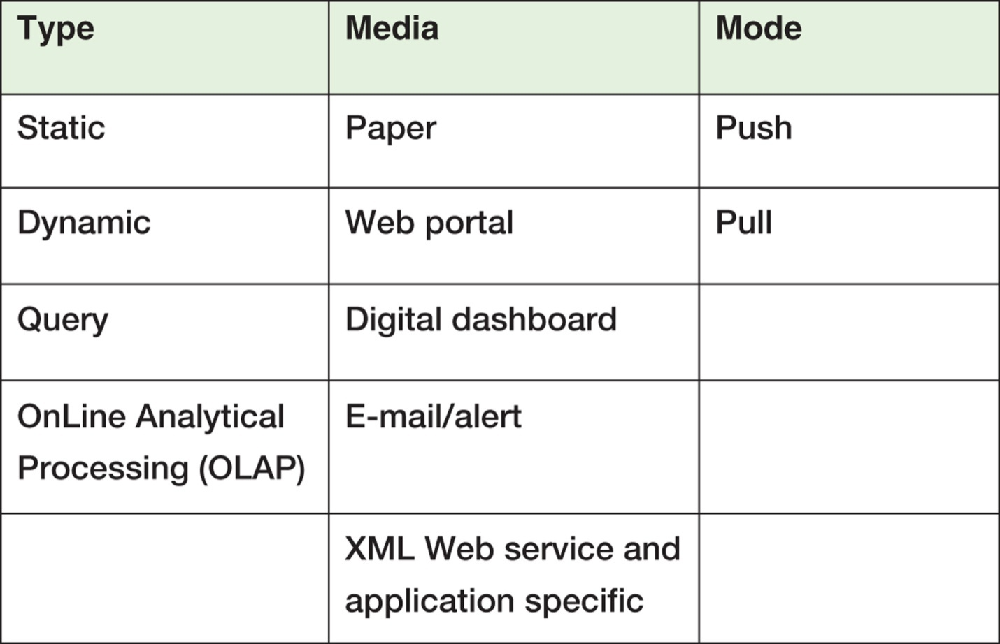 Type Media Mode
Static Paper Push
Dynamic Web portal Pull
Query Digital dashboard
OnLine Analytical E-mail/alert
Processing (OLAP)
XML Web service and
application specific